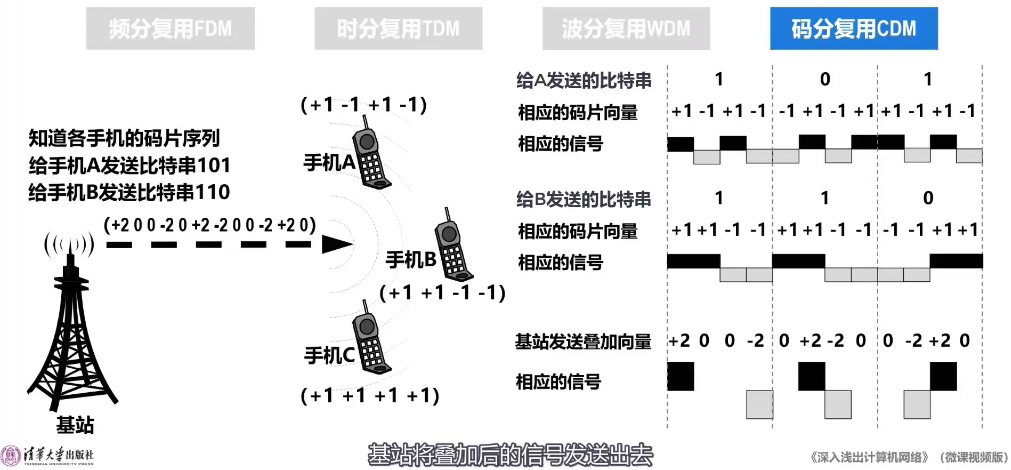 频分复用FDM 时分复用TDM 波分复用WDM 码分复用CDM
知道各手机的码片序列
给手机A发送比特串101
给手机B发送比特串110
(+2 0 0 -2 0 +2 -2 0 0 -2 +2 0)
基站
(+1 -1 +1 -1)
手机A
手机B
(+1 +1 -1 -1)
手机C
(+1 +1 +1 +1)
给A发送的比特串 1 0 1
相应的码片向量 +1 -1 +1 -1 -1 +1 -1 +1 +1 -1 +1 -1
相应的信号
给B发送的比特串 1 1 0
相应的码片向量 +1 +1 -1 -1 +1 +1 -1 -1 -1 -1 +1 +1
相应的信号
基站发送叠加向量 +2 0 0 -2 0 +2 -2 0 0 -2 +2 0
相应的信号
清华大学出版社
TSINGHUA UNIVERSITY PRESS
基站将叠加后的信号发送出去
《深入浅出计算机网络》(微课视频版)